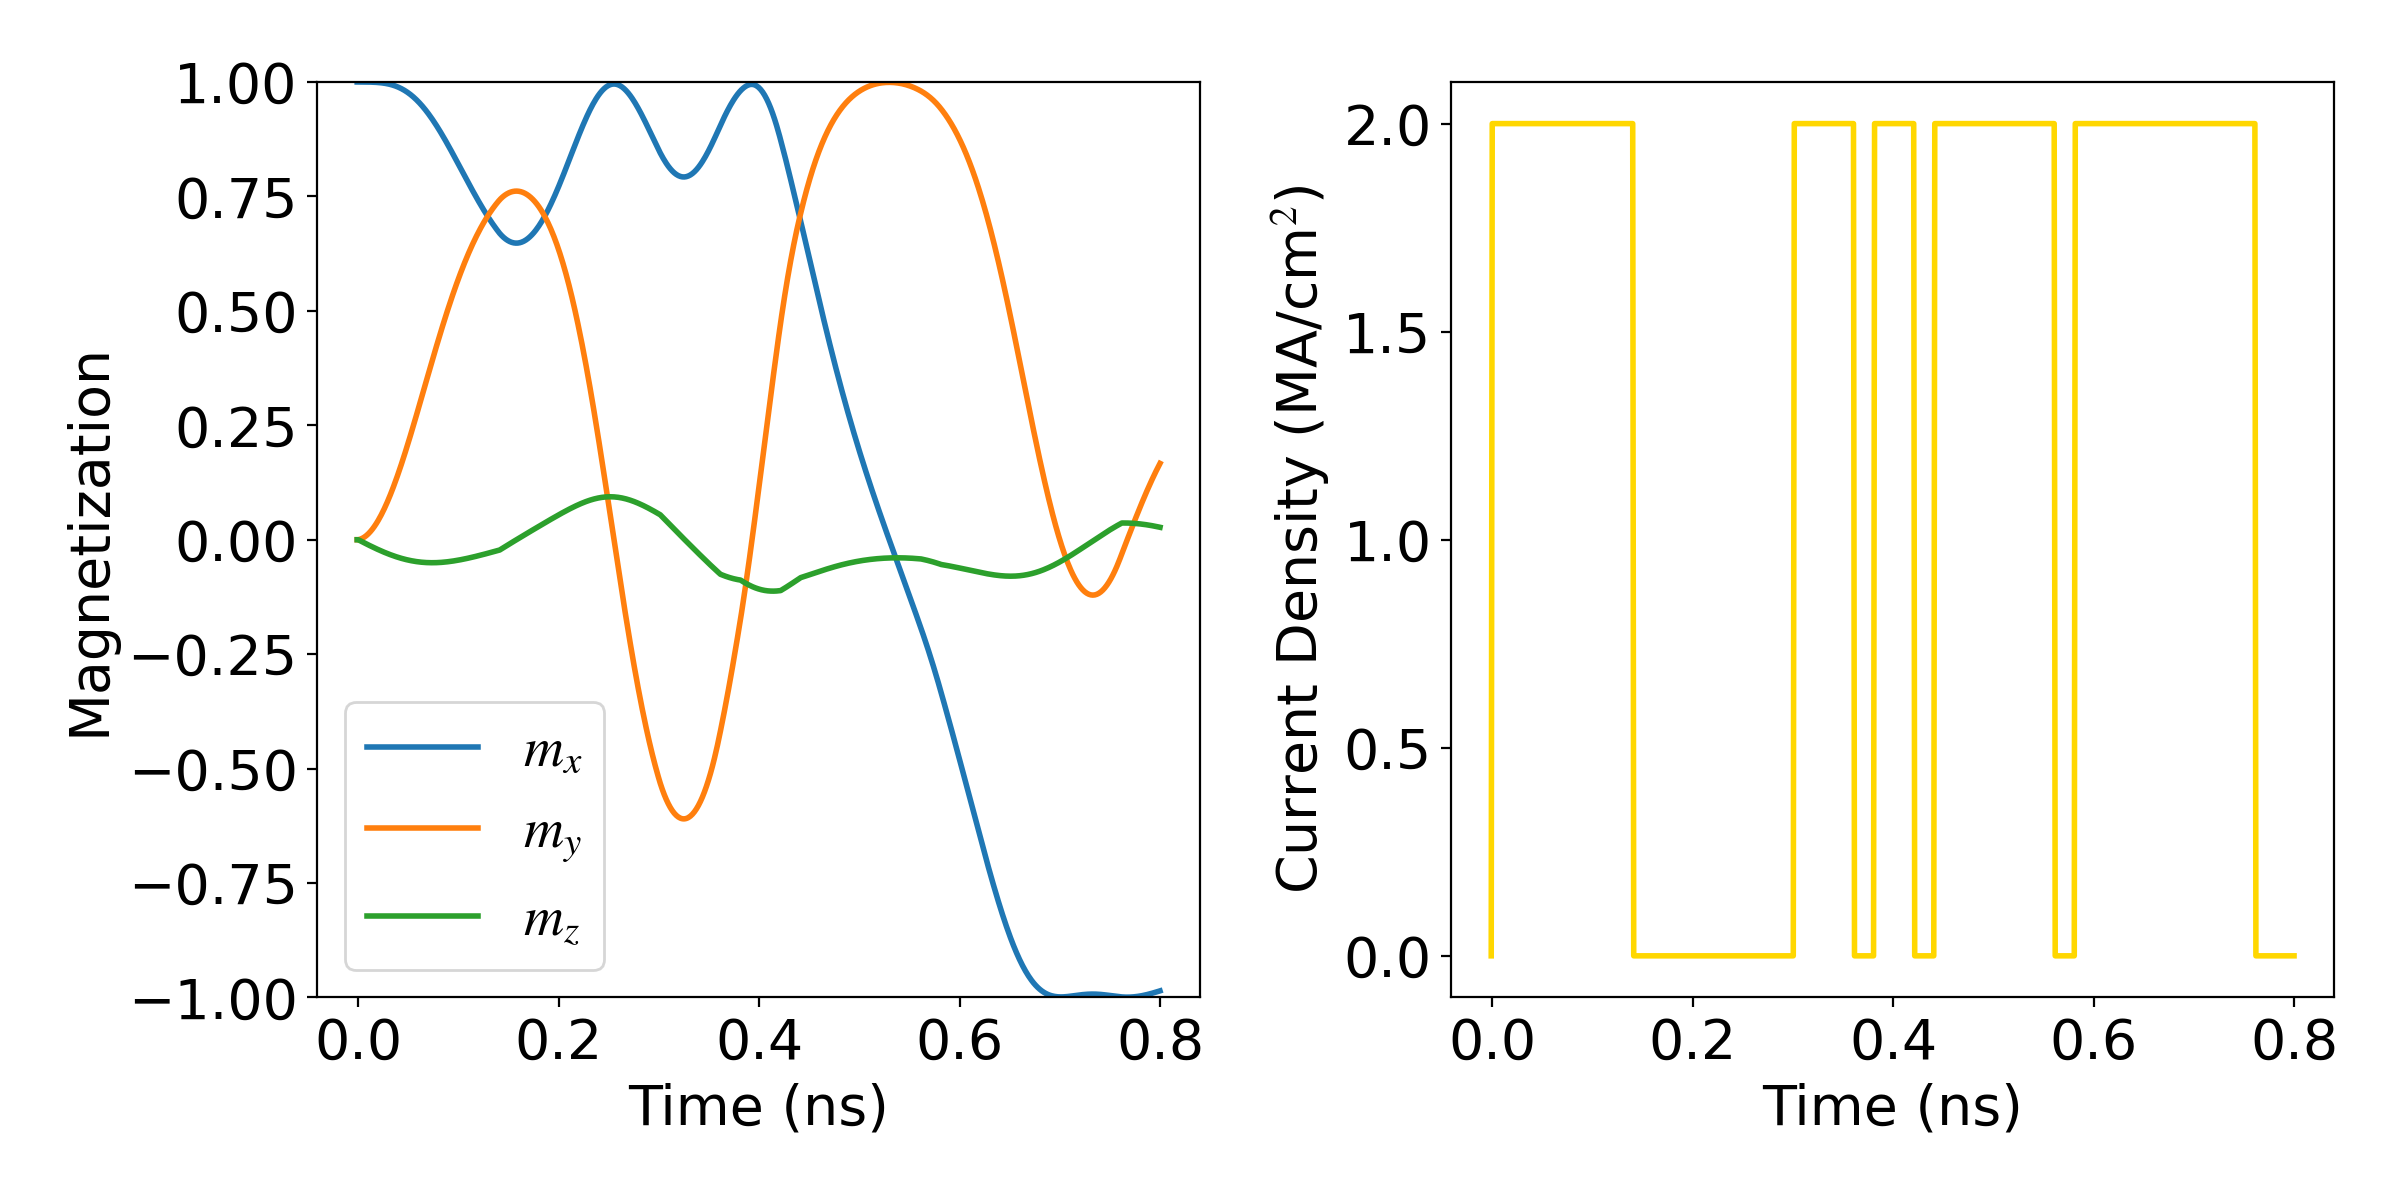 1.00
0.75
0.50
0.25
0.00
−0.25
−0.50
−0.75
−1.00
Magnetization
m_x
m_y
m_z
0.0 0.2 0.4 0.6 0.8
Time (ns)
2.0
1.5
1.0
0.5
0.0
Current Density (MA/cm²)
0.0 0.2 0.4 0.6 0.8
Time (ns)